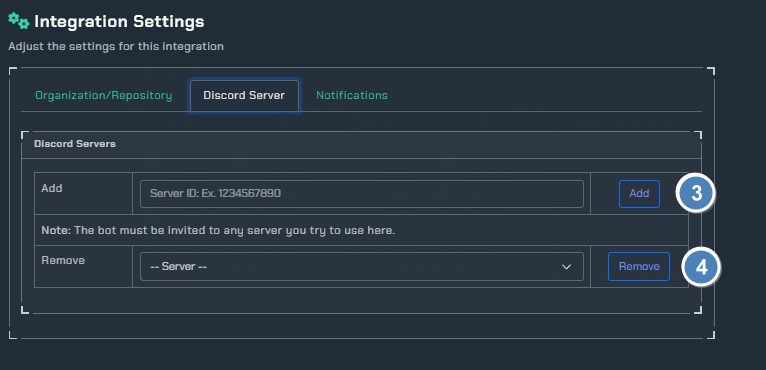 Integration Settings
Adjust the settings for this integration
Organization/Repository Discord Server Notifications
Discord Servers
Add Server ID: Ex. 1234567890 Add 3
Note: The bot must be invited to any server you try to use here.
Remove -- Server -- Remove 4